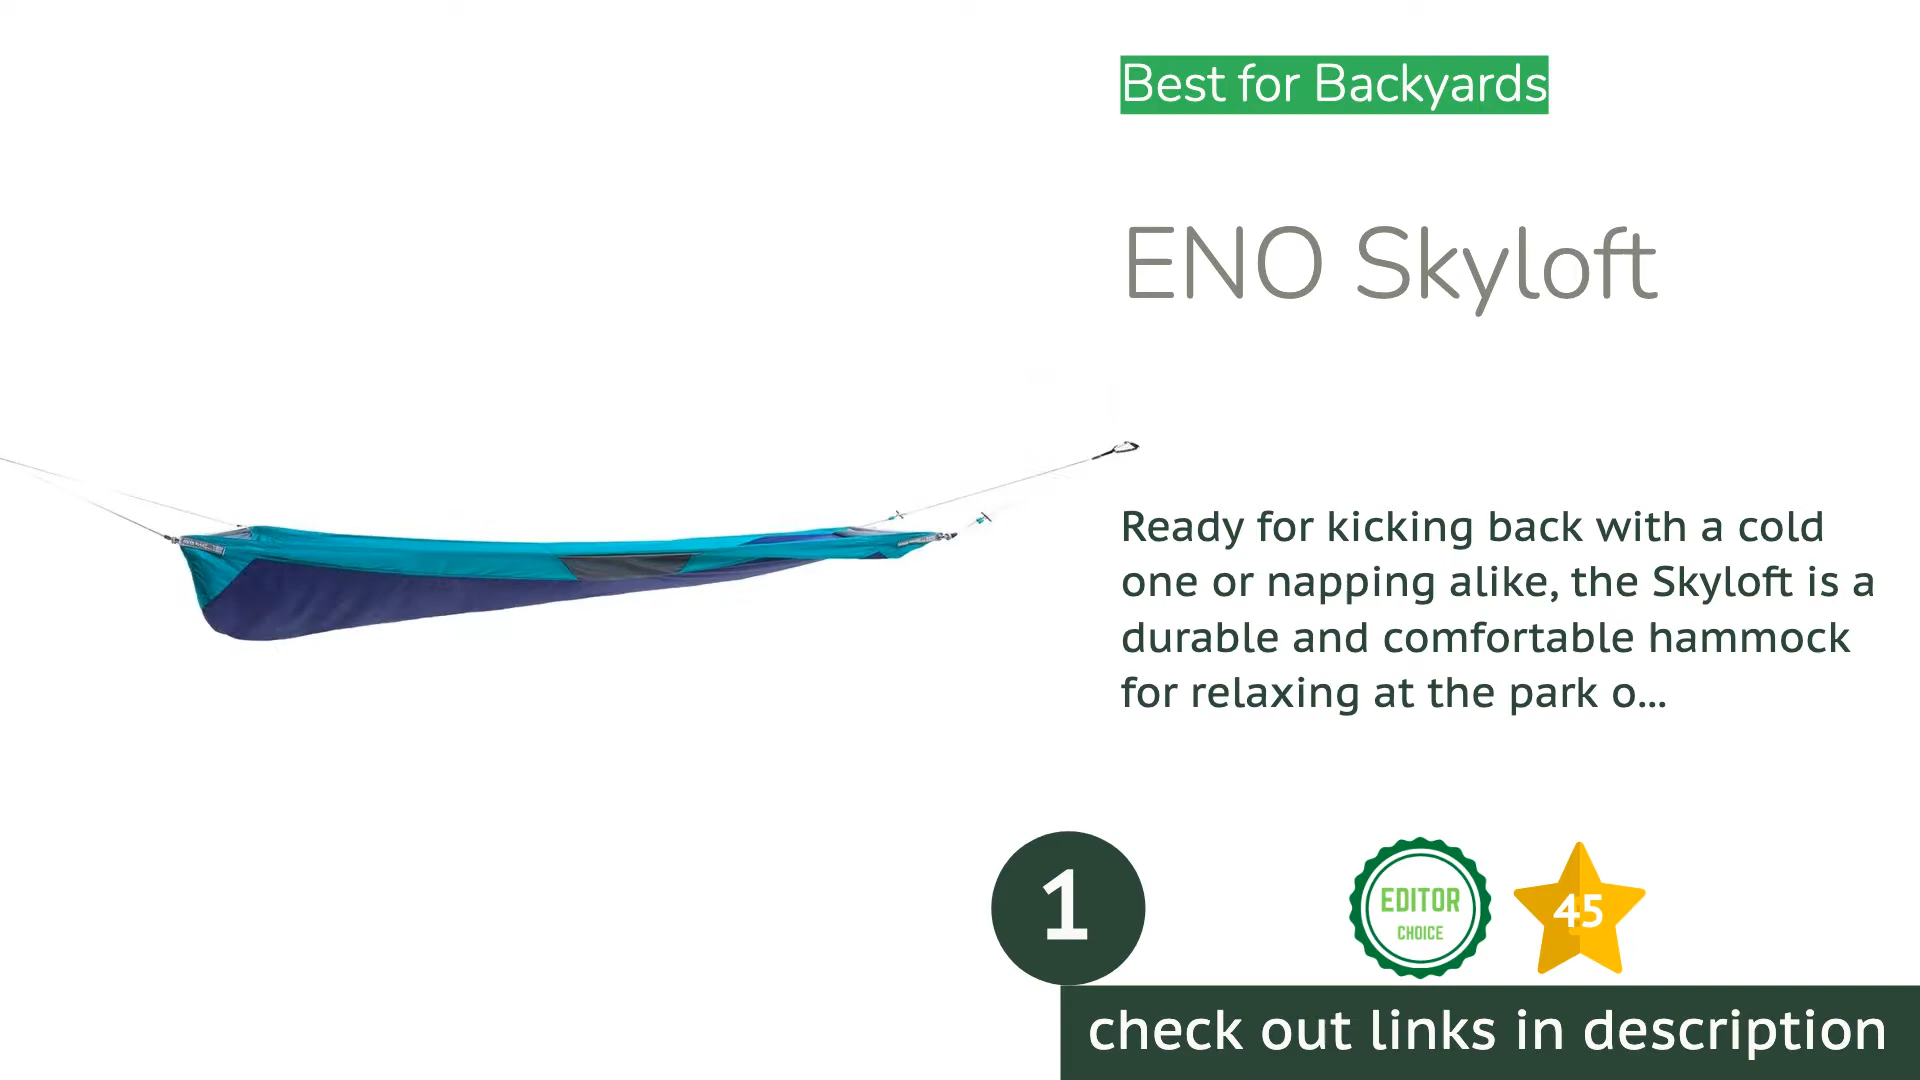 Best for Backyards
ENO Skyloft
Ready for kicking back with a cold
one or napping alike, the Skyloft is a
durable and comfortable hammock
for relaxing at the park o...
1
EDITOR
CHOICE
45
check out links in description